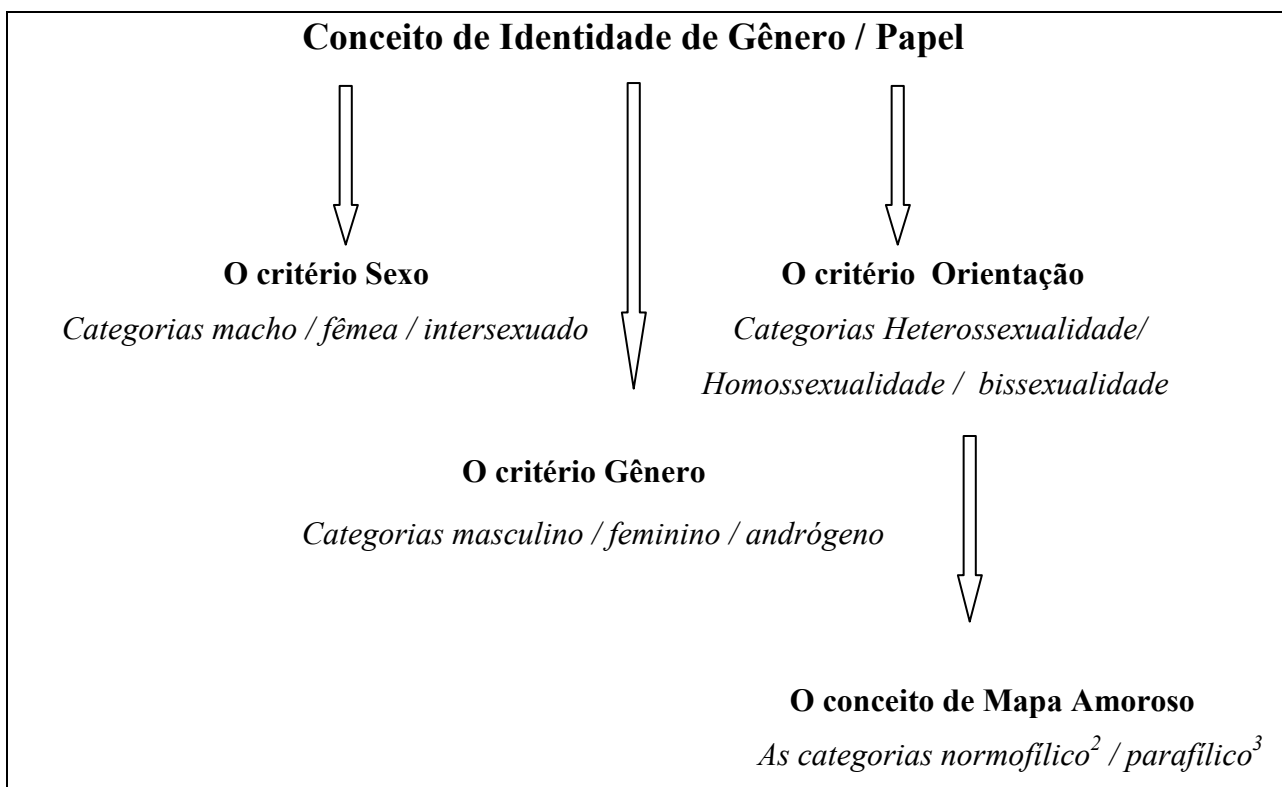 Conceito de Identidade de Gênero / Papel
O critério Sexo
Categorias macho / fêmea / intersexuado
O critério Orientação
Categorias Heterossexualidade/
Homossexualidade / bissexualidade
O critério Gênero
Categorias masculino / feminino / andrógeno
O conceito de Mapa Amoroso
As categorias normofílico² / parafílico³